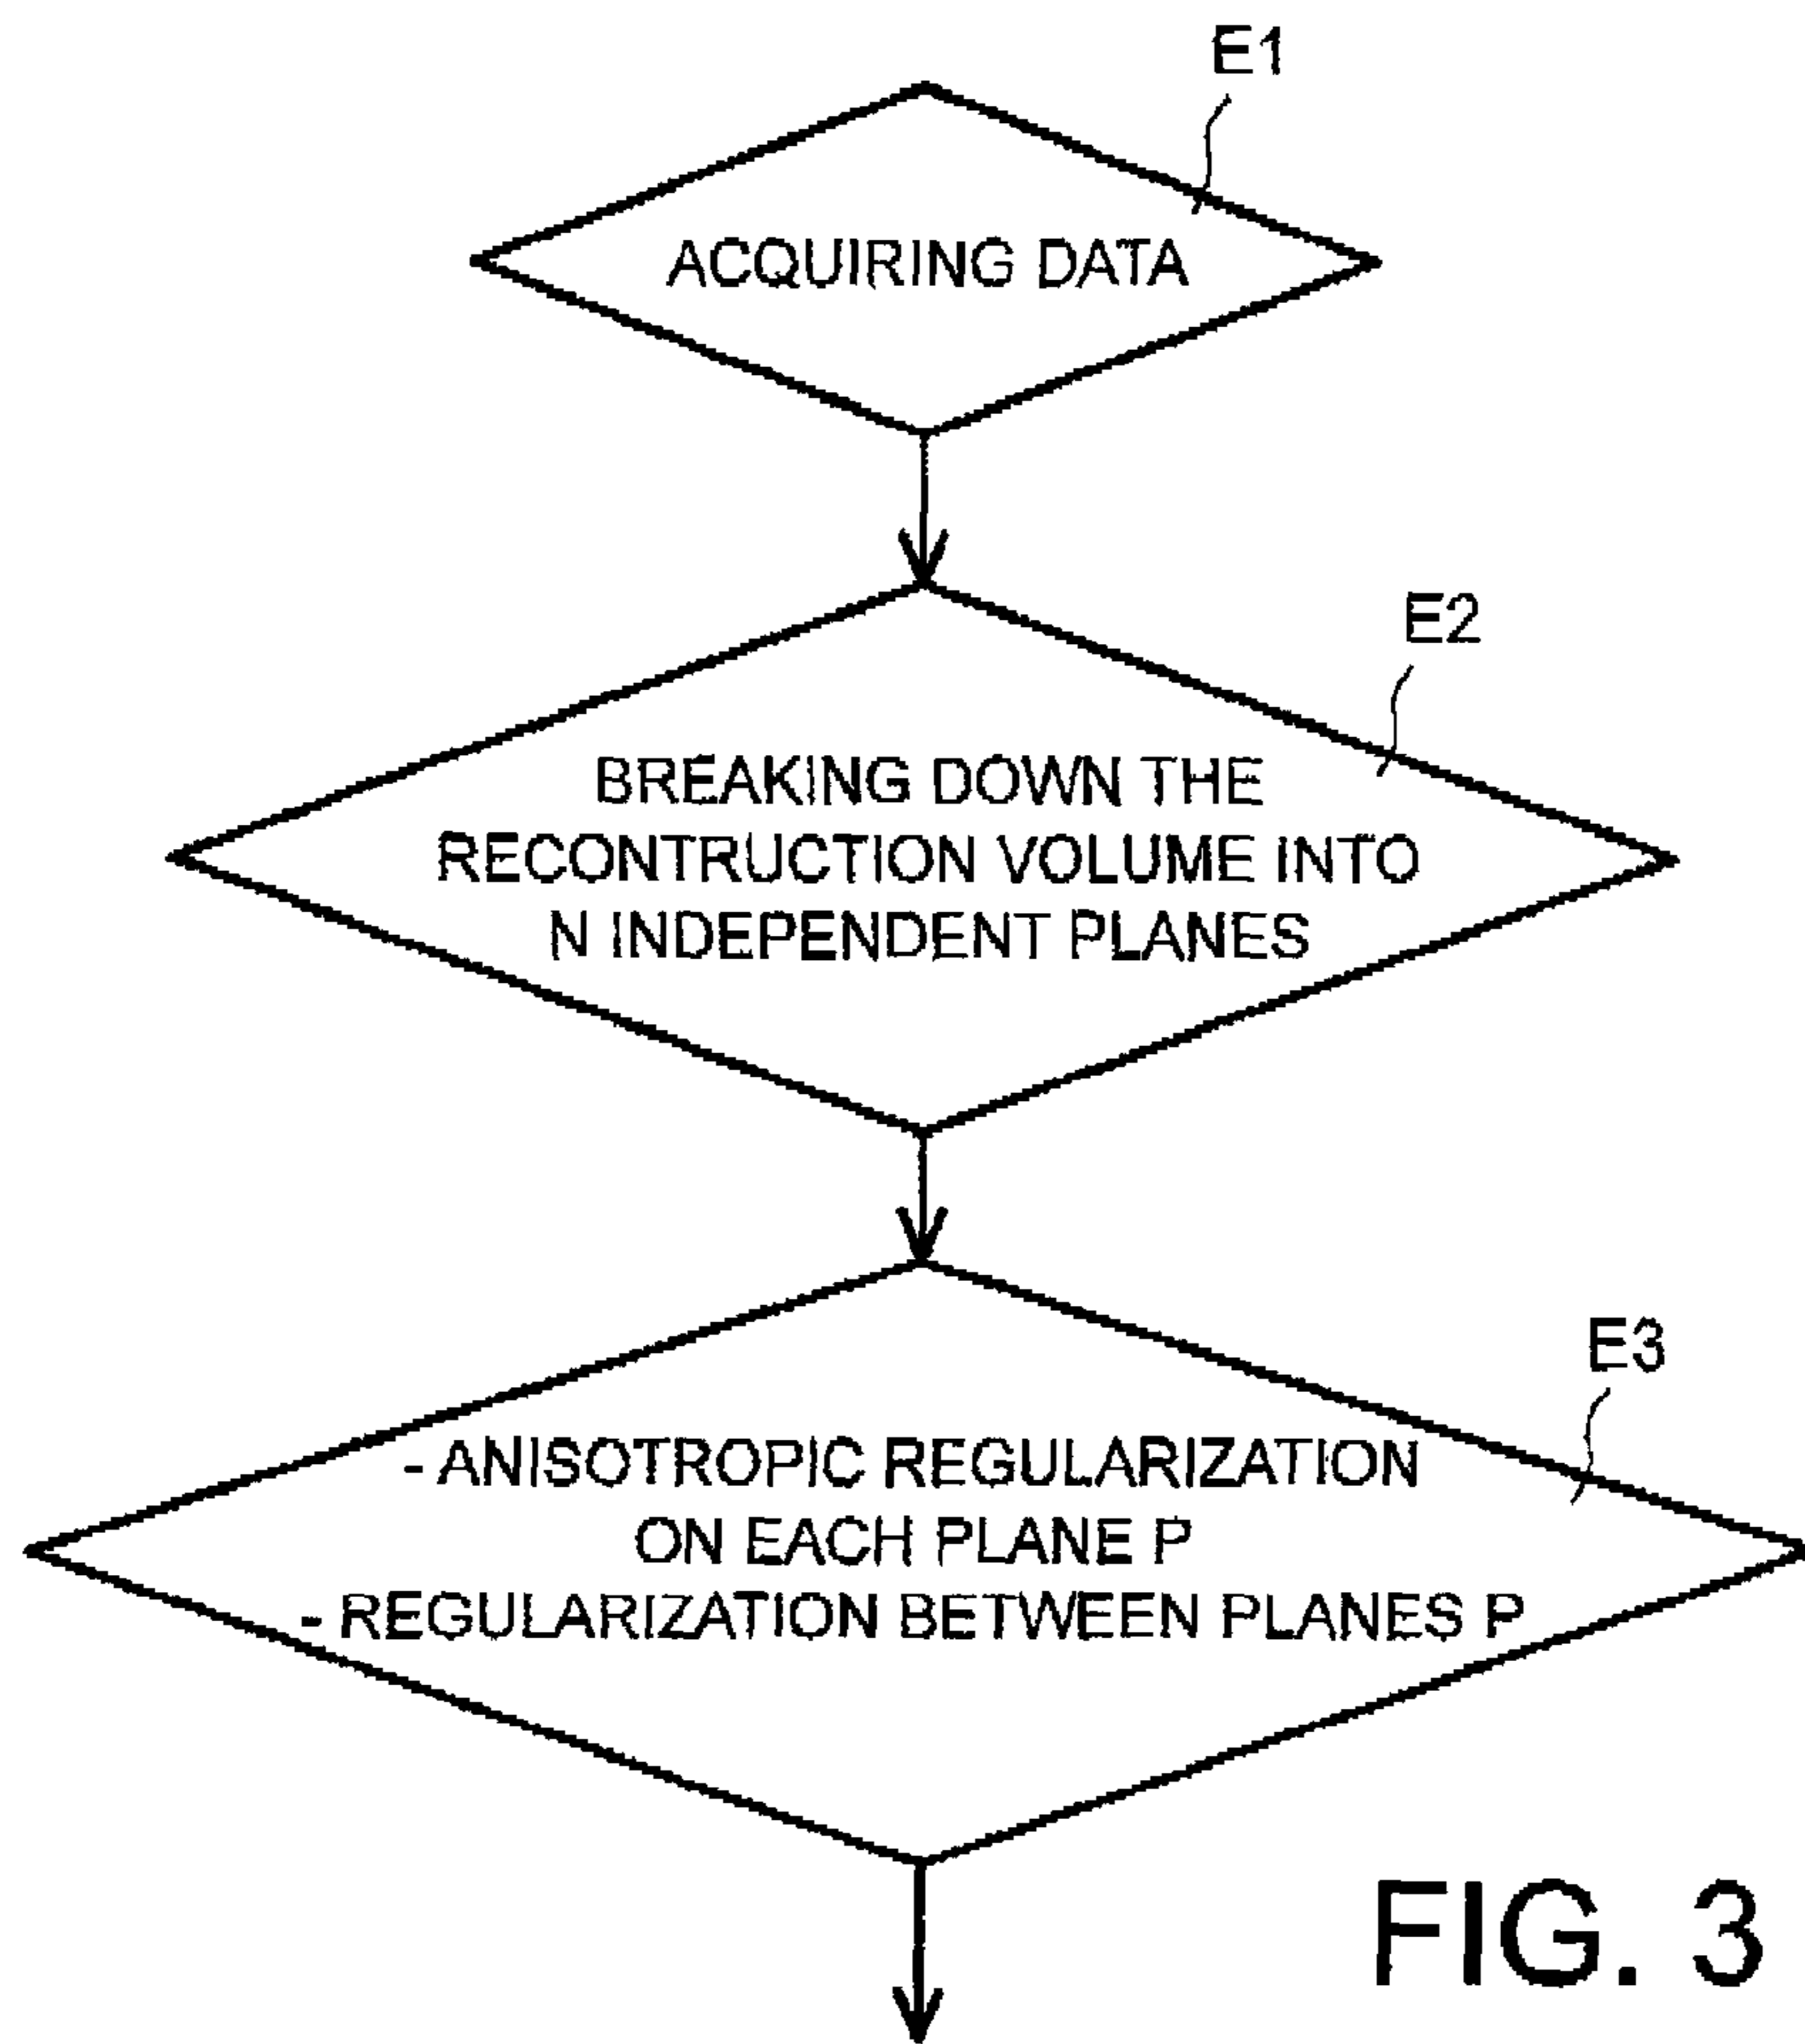 E1
ACQUIRING DATA
E2
BREAKING DOWN THE
RECONTRUCTION VOLUME INTO
N INDEPENDENT PLANES
E3
- ANISOTROPIC REGULARIZATION
ON EACH PLANE P
- REGULARIZATION BETWEEN PLANES P
FIG. 3